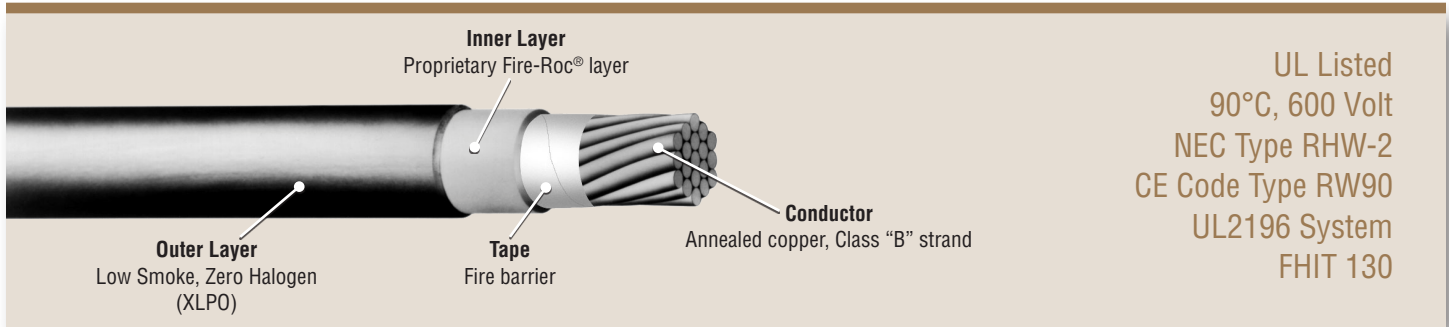 Inner Layer
Proprietary Fire-Roc® layer
Outer Layer
Low Smoke, Zero Halogen
(XLPO)
Tape
Fire barrier
Conductor
Annealed copper, Class “B” strand
UL Listed
90°C, 600 Volt
NEC Type RHW-2
CE Code Type RW90
UL2196 System
FHIT 130